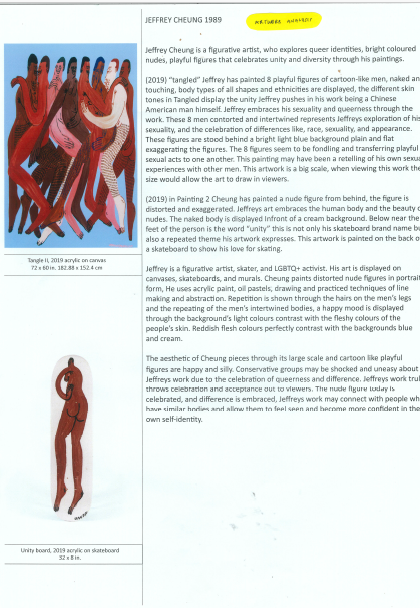 JEFFREY CHEUNG 1989
ARTWORK ANALYSIS
Jeffrey Cheung is a figurative artist, who explores queer identities, bright coloured
nudes, playful figures that celebrates unity and diversity through his paintings.
(2019) "tangled" Jeffrey has painted 8 playful figures of cartoon-like men, naked an
touching, body types of all shapes and ethnicities are displayed, the different skin
tones in Tangled display the unity Jeffrey pushes in his work being a Chinese
American man himself. Jeffrey embraces his sexuality and queerness through the
work. These 8 men contorted and intertwined represents Jeffreys exploration of his
sexuality, and the celebration of differences like, race, sexuality, and appearance.
These figures are stood behind a bright light blue background plain and flat
exaggerating the figures. The 8 figures seem to be fondling and transferring playful
sexual acts to one another. This painting may have been a retelling of his own sexu
experiences with other men. This artwork is a big scale, when viewing this work the
size would allow the art to draw in viewers.
(2019) in Painting 2 Cheung has painted a nude figure from behind, the figure is
distorted and exaggerated. Jeffreys art embraces the human body and the beauty o
nudes. The naked body is displayed infront of a cream background. Below near the
feet of the person is the word "unity" this is not only his skateboard brand name bu
also a repeated theme his artwork expresses. This artwork is painted on the back o
a skateboard to show his love for skating.
Jeffrey is a figurative artist, skater, and LGBTQ+ activist. His art is displayed on
canvases, skateboards, and murals. Cheung paints distorted nude figures in portrait
form, He uses acrylic paint, oil pastels, drawing and practiced techniques of line
making and abstraction. Repetition is shown through the hairs on the men's legs
and the repeating of the men's intertwined bodies, a happy mood is displayed
through the background's light colours contrast with the fleshy colours of the
people's skin. Reddish flesh colours perfectly contrast with the backgrounds blue
and cream.
The aesthetic of Cheung pieces through its large scale and cartoon like playful
figures are happy and silly. Conservative groups may be shocked and uneasy about
Jeffreys work due to the celebration of queerness and difference. Jeffreys work trul
throws celebration and acceptance out to viewers. The nude figure today is
celebrated, and difference is embraced, Jeffreys work may connect with people wh
have similar bodies and allow them to feel seen and become more confident in the
own self-identity.
Tangle II, 2019 acrylic on canvas
72 x 60 in. 182.88 x 152.4 cm
Unity board, 2019 acrylic on skateboard
32 x 8 in.